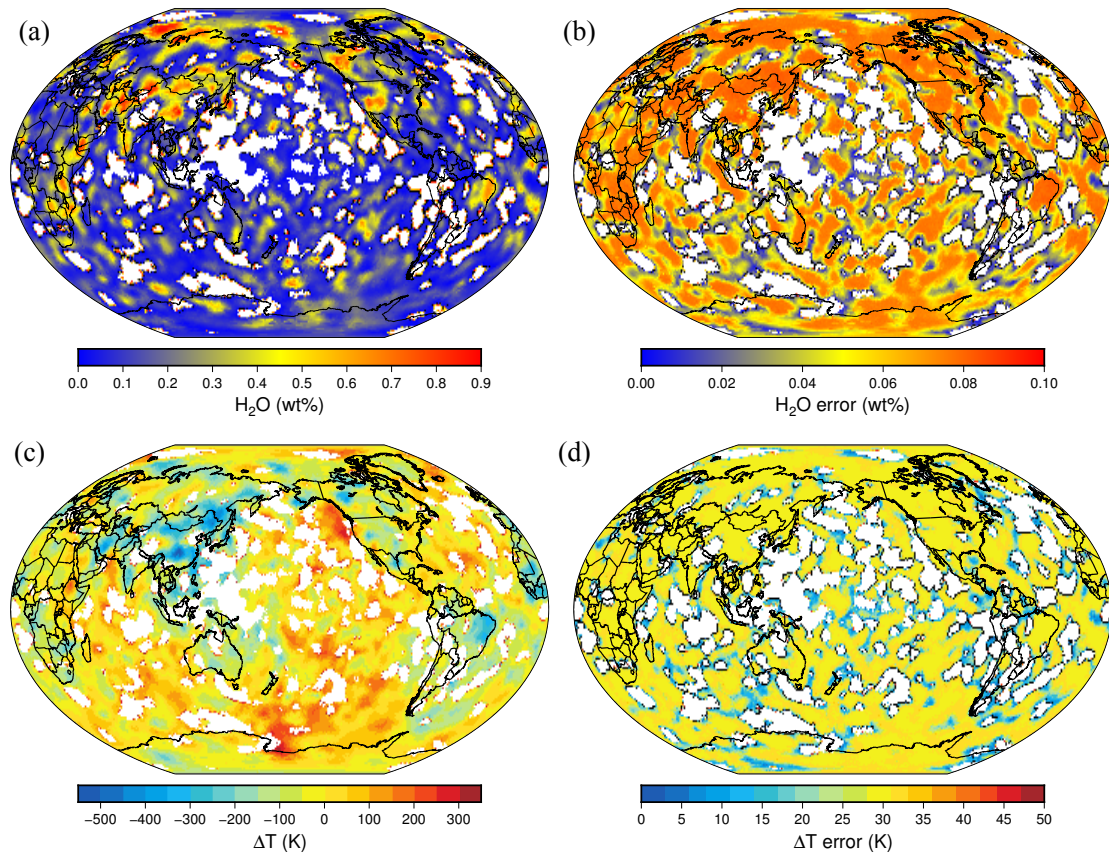 (a)
(b)
0.0 0.1 0.2 0.3 0.4 0.5 0.6 0.7 0.8 0.9
H₂O (wt%)
0.00 0.02 0.04 0.06 0.08 0.10
H₂O error (wt%)
(c)
(d)
−500 −400 −300 −200 −100 0 100 200 300
ΔT (K)
0 5 10 15 20 25 30 35 40 45 50
ΔT error (K)